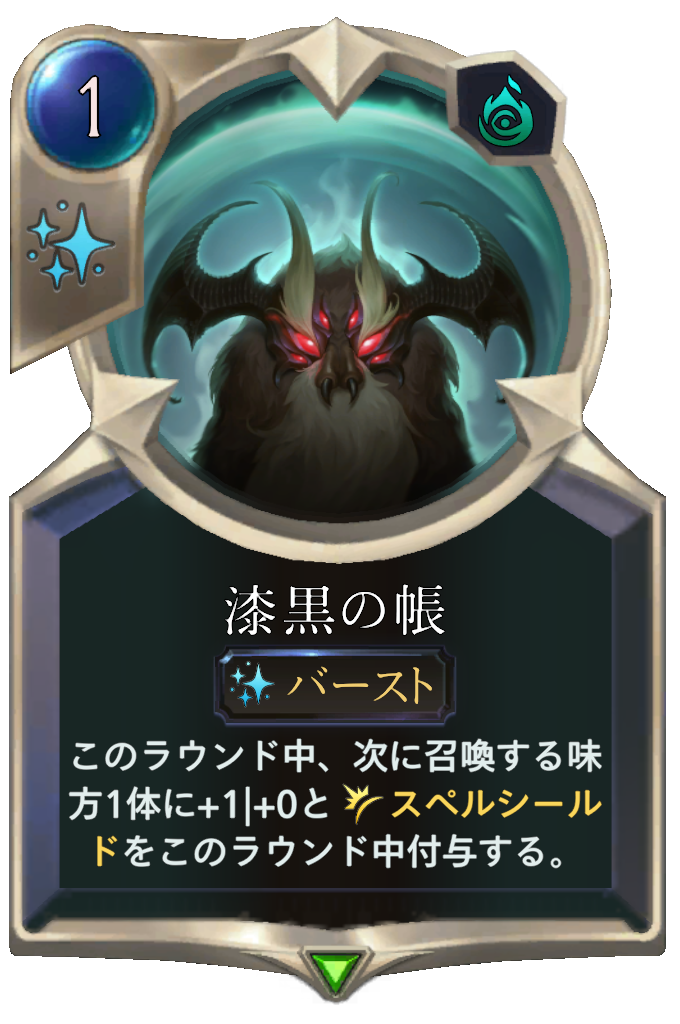 1
漆黒の帳
バースト
このラウンド中、次に召喚する味
方1体に+1|+0と スペルシール
ドをこのラウンド中付与する。